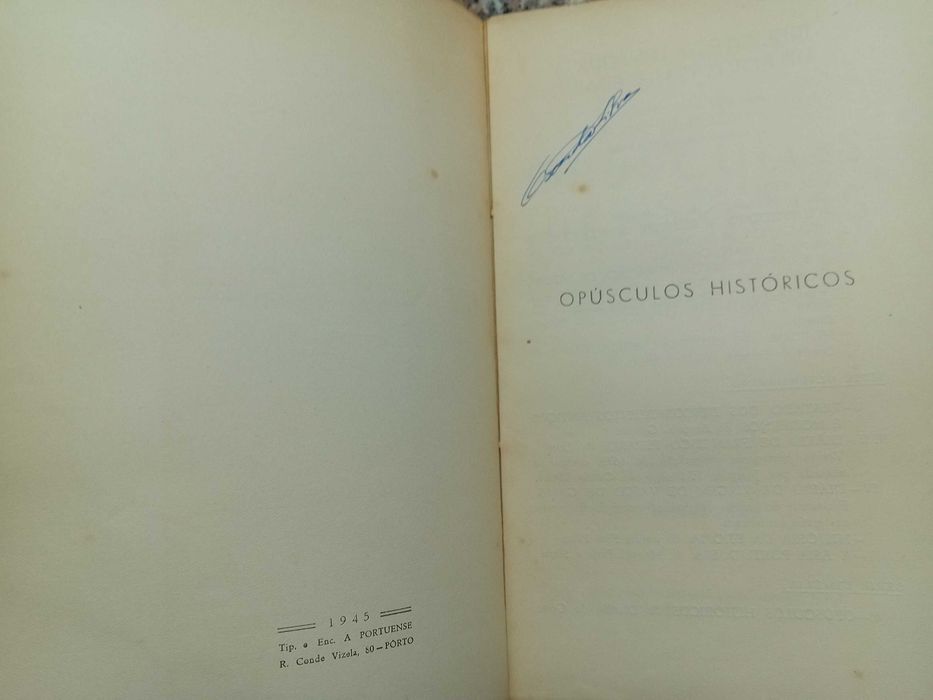 1945
Tip. e Enc. A PORTUENSE
R. Conde Vizela, 80 — PÔRTO
OPÚSCULOS HISTÓRICOS